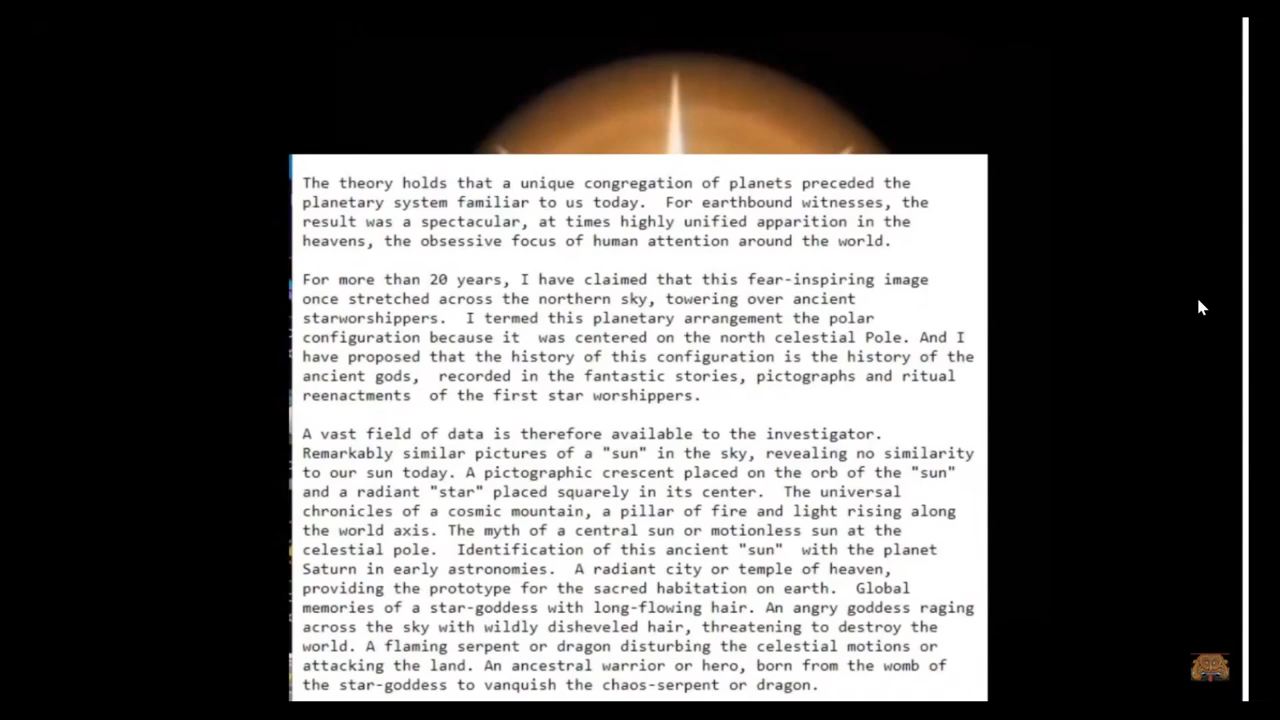 The theory holds that a unique congregation of planets preceded the
planetary system familiar to us today.  For earthbound witnesses, the
result was a spectacular, at times highly unified apparition in the
heavens, the obsessive focus of human attention around the world.
For more than 20 years, I have claimed that this fear-inspiring image
once stretched across the northern sky, towering over ancient
starworshippers.  I termed this planetary arrangement the polar
configuration because it  was centered on the north celestial Pole. And I
have proposed that the history of this configuration is the history of the
ancient gods,  recorded in the fantastic stories, pictographs and ritual
reenactments  of the first star worshippers.
A vast field of data is therefore available to the investigator.
Remarkably similar pictures of a "sun" in the sky, revealing no similarity
to our sun today. A pictographic crescent placed on the orb of the "sun"
and a radiant "star" placed squarely in its center.  The universal
chronicles of a cosmic mountain, a pillar of fire and light rising along
the world axis. The myth of a central sun or motionless sun at the
celestial pole.  Identification of this ancient "sun"  with the planet
Saturn in early astronomies.  A radiant city or temple of heaven,
providing the prototype for the sacred habitation on earth.  Global
memories of a star-goddess with long-flowing hair. An angry goddess raging
across the sky with wildly disheveled hair, threatening to destroy the
world. A flaming serpent or dragon disturbing the celestial motions or
attacking the land. An ancestral warrior or hero, born from the womb of
the star-goddess to vanquish the chaos-serpent or dragon.